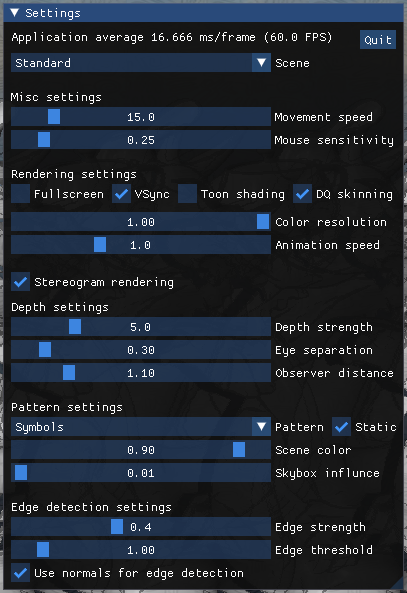 Settings
Application average 16.666 ms/frame (60.0 FPS) Quit
Standard Scene
Misc settings
15.0 Movement speed
0.25 Mouse sensitivity
Rendering settings
Fullscreen VSync Toon shading DQ skinning
1.00 Color resolution
1.0 Animation speed
Stereogram rendering
Depth settings
5.0 Depth strength
0.30 Eye separation
1.10 Observer distance
Pattern settings
Symbols Pattern Static
0.90 Scene color
0.01 Skybox influnce
Edge detection settings
0.4 Edge strength
1.00 Edge threshold
Use normals for edge detection